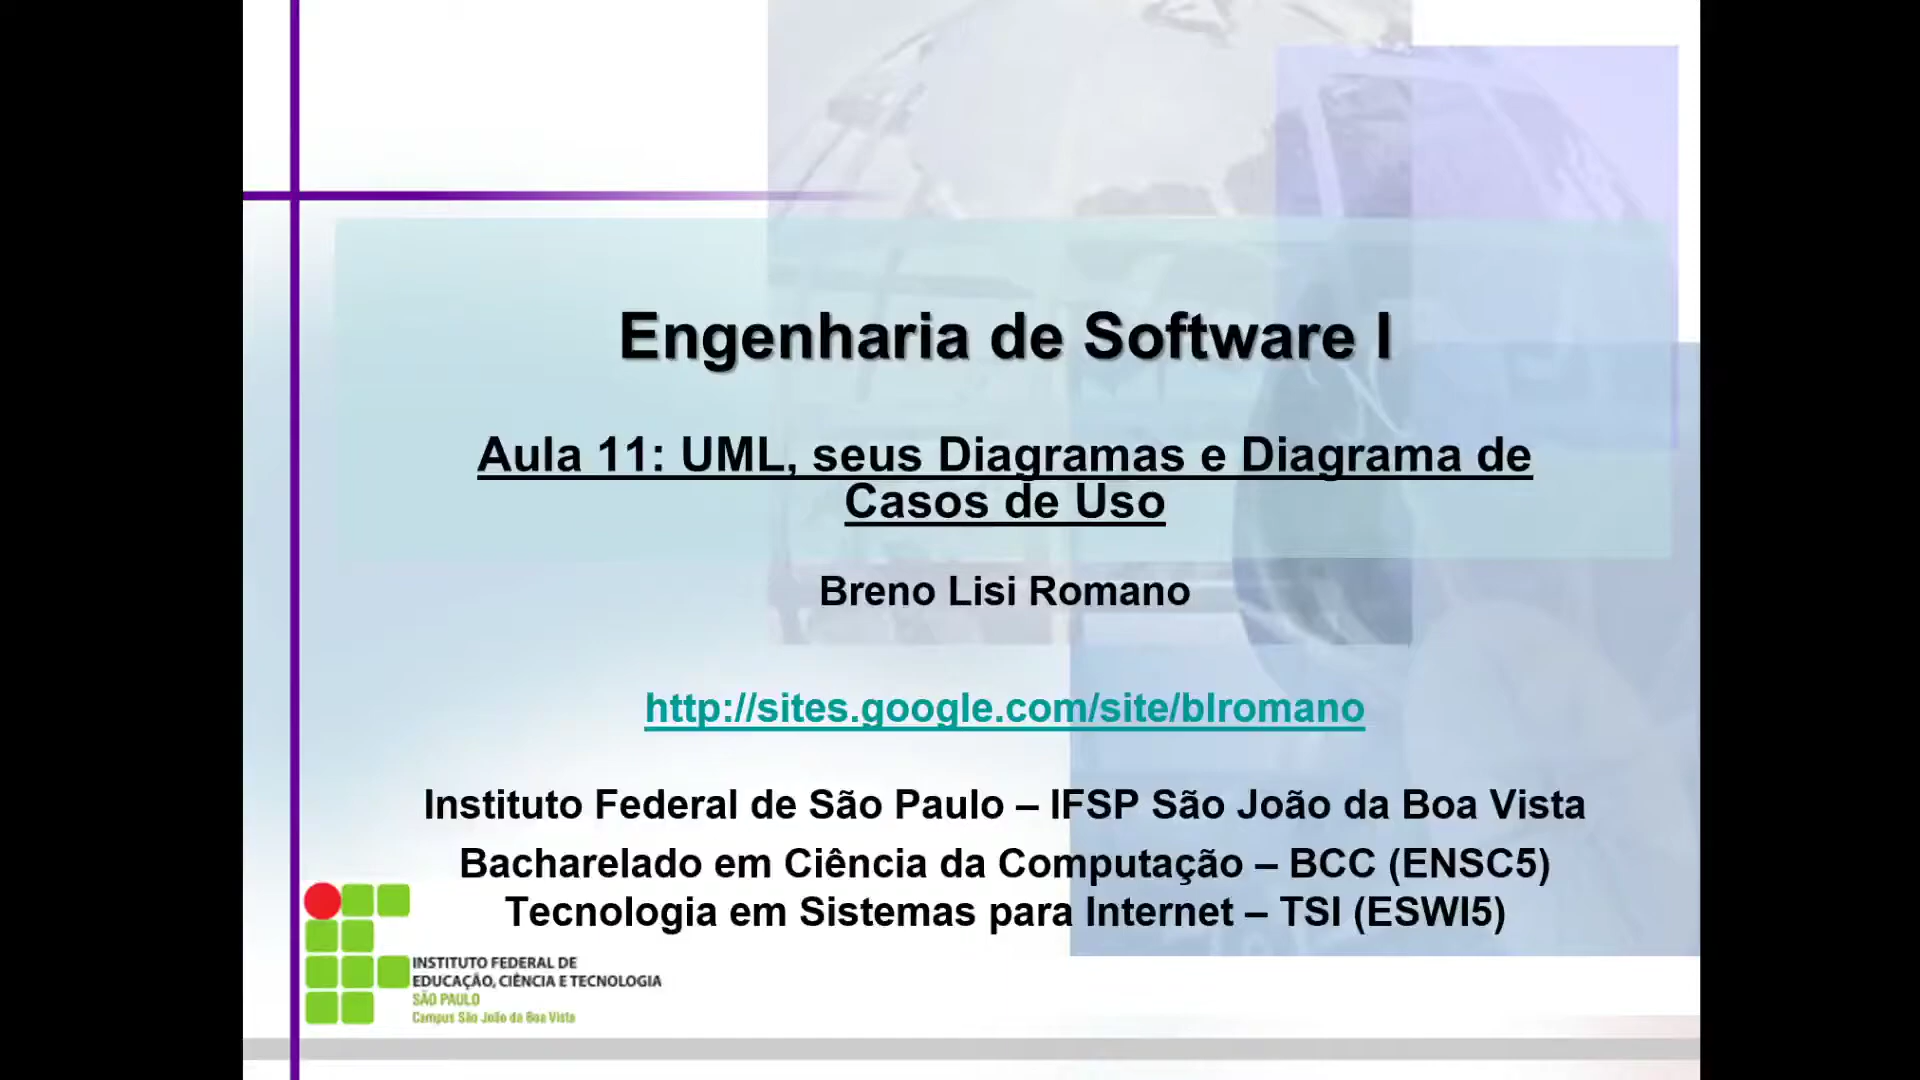 Engenharia de Software I
Aula 11: UML, seus Diagramas e Diagrama de
Casos de Uso
Breno Lisi Romano
http://sites.google.com/site/blromano
Instituto Federal de São Paulo – IFSP São João da Boa Vista
Bacharelado em Ciência da Computação – BCC (ENSC5)
Tecnologia em Sistemas para Internet – TSI (ESWI5)
INSTITUTO FEDERAL DE
EDUCAÇÃO, CIÊNCIA E TECNOLOGIA
SÃO PAULO
Campus São João da Boa Vista